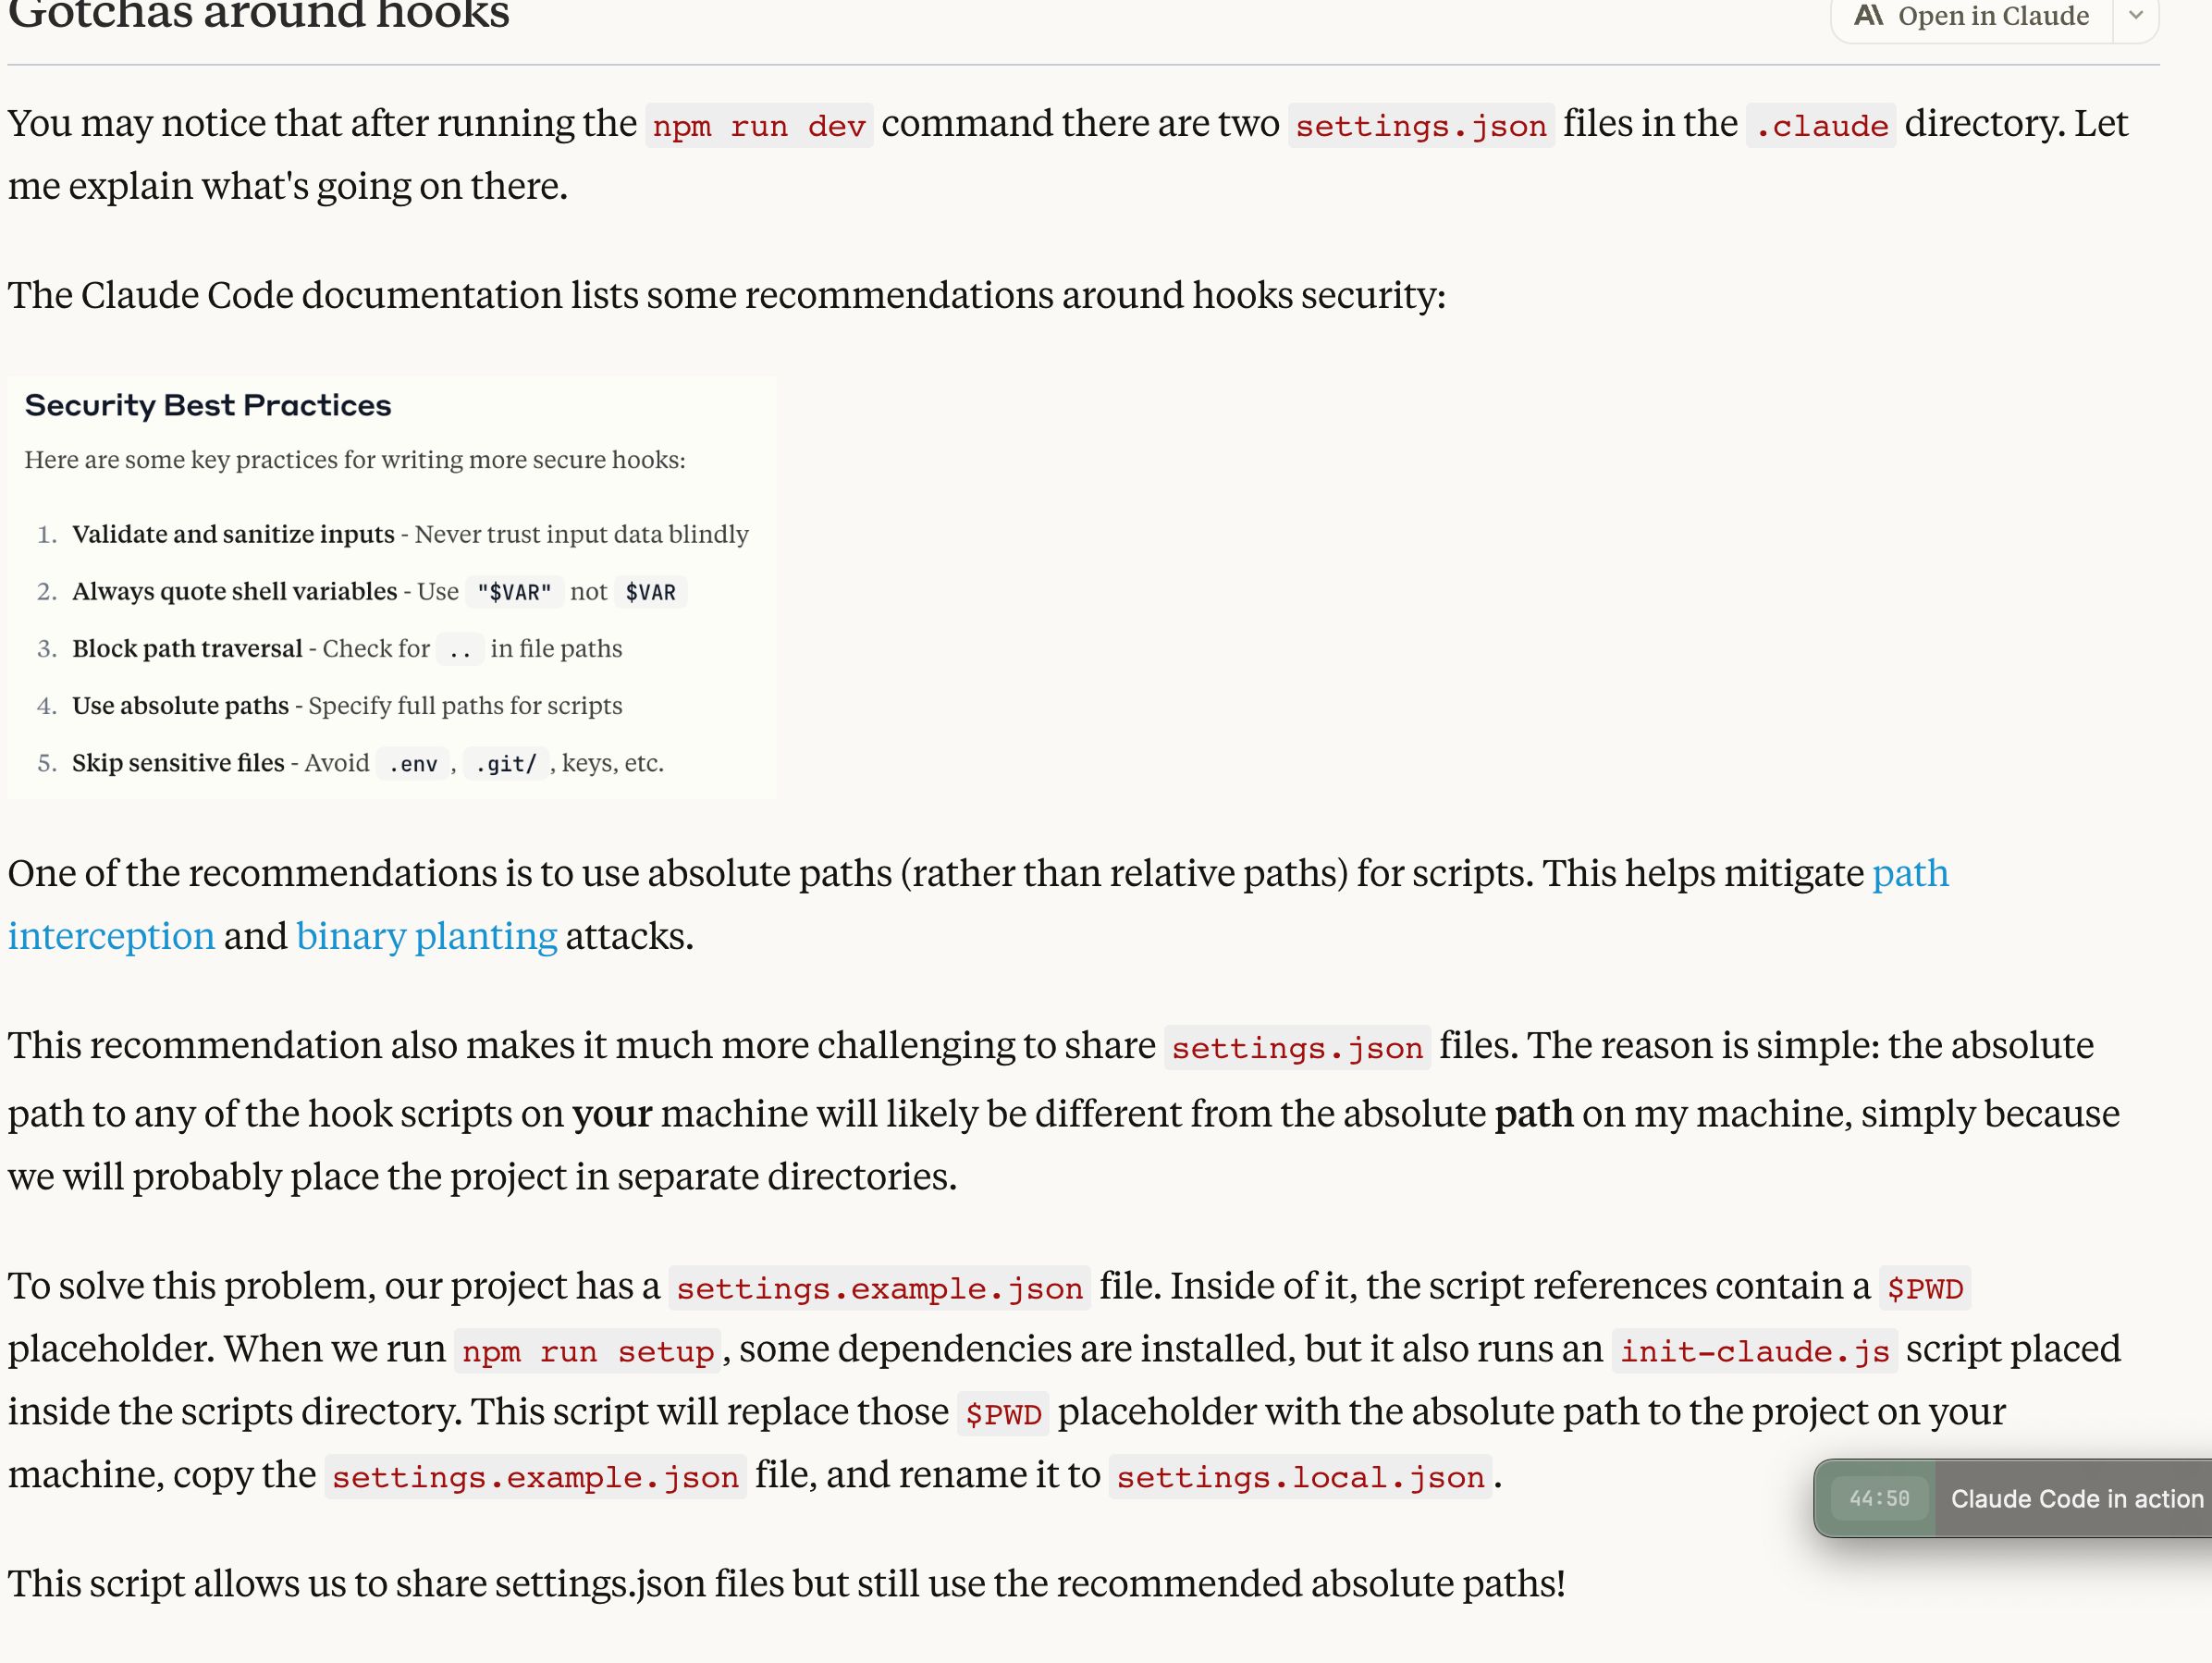 Gotchas around hooks
Open in Claude
You may notice that after running the npm run dev command there are two settings.json files in the .claude directory. Let
me explain what's going on there.
The Claude Code documentation lists some recommendations around hooks security:
Security Best Practices
Here are some key practices for writing more secure hooks:
1. Validate and sanitize inputs - Never trust input data blindly
2. Always quote shell variables - Use "$VAR" not $VAR
3. Block path traversal - Check for .. in file paths
4. Use absolute paths - Specify full paths for scripts
5. Skip sensitive files - Avoid .env, .git/, keys, etc.
One of the recommendations is to use absolute paths (rather than relative paths) for scripts. This helps mitigate path
interception and binary planting attacks.
This recommendation also makes it much more challenging to share settings.json files. The reason is simple: the absolute
path to any of the hook scripts on your machine will likely be different from the absolute path on my machine, simply because
we will probably place the project in separate directories.
To solve this problem, our project has a settings.example.json file. Inside of it, the script references contain a $PWD
placeholder. When we run npm run setup, some dependencies are installed, but it also runs an init-claude.js script placed
inside the scripts directory. This script will replace those $PWD placeholder with the absolute path to the project on your
machine, copy the settings.example.json file, and rename it to settings.local.json.
44:50 Claude Code in action
This script allows us to share settings.json files but still use the recommended absolute paths!